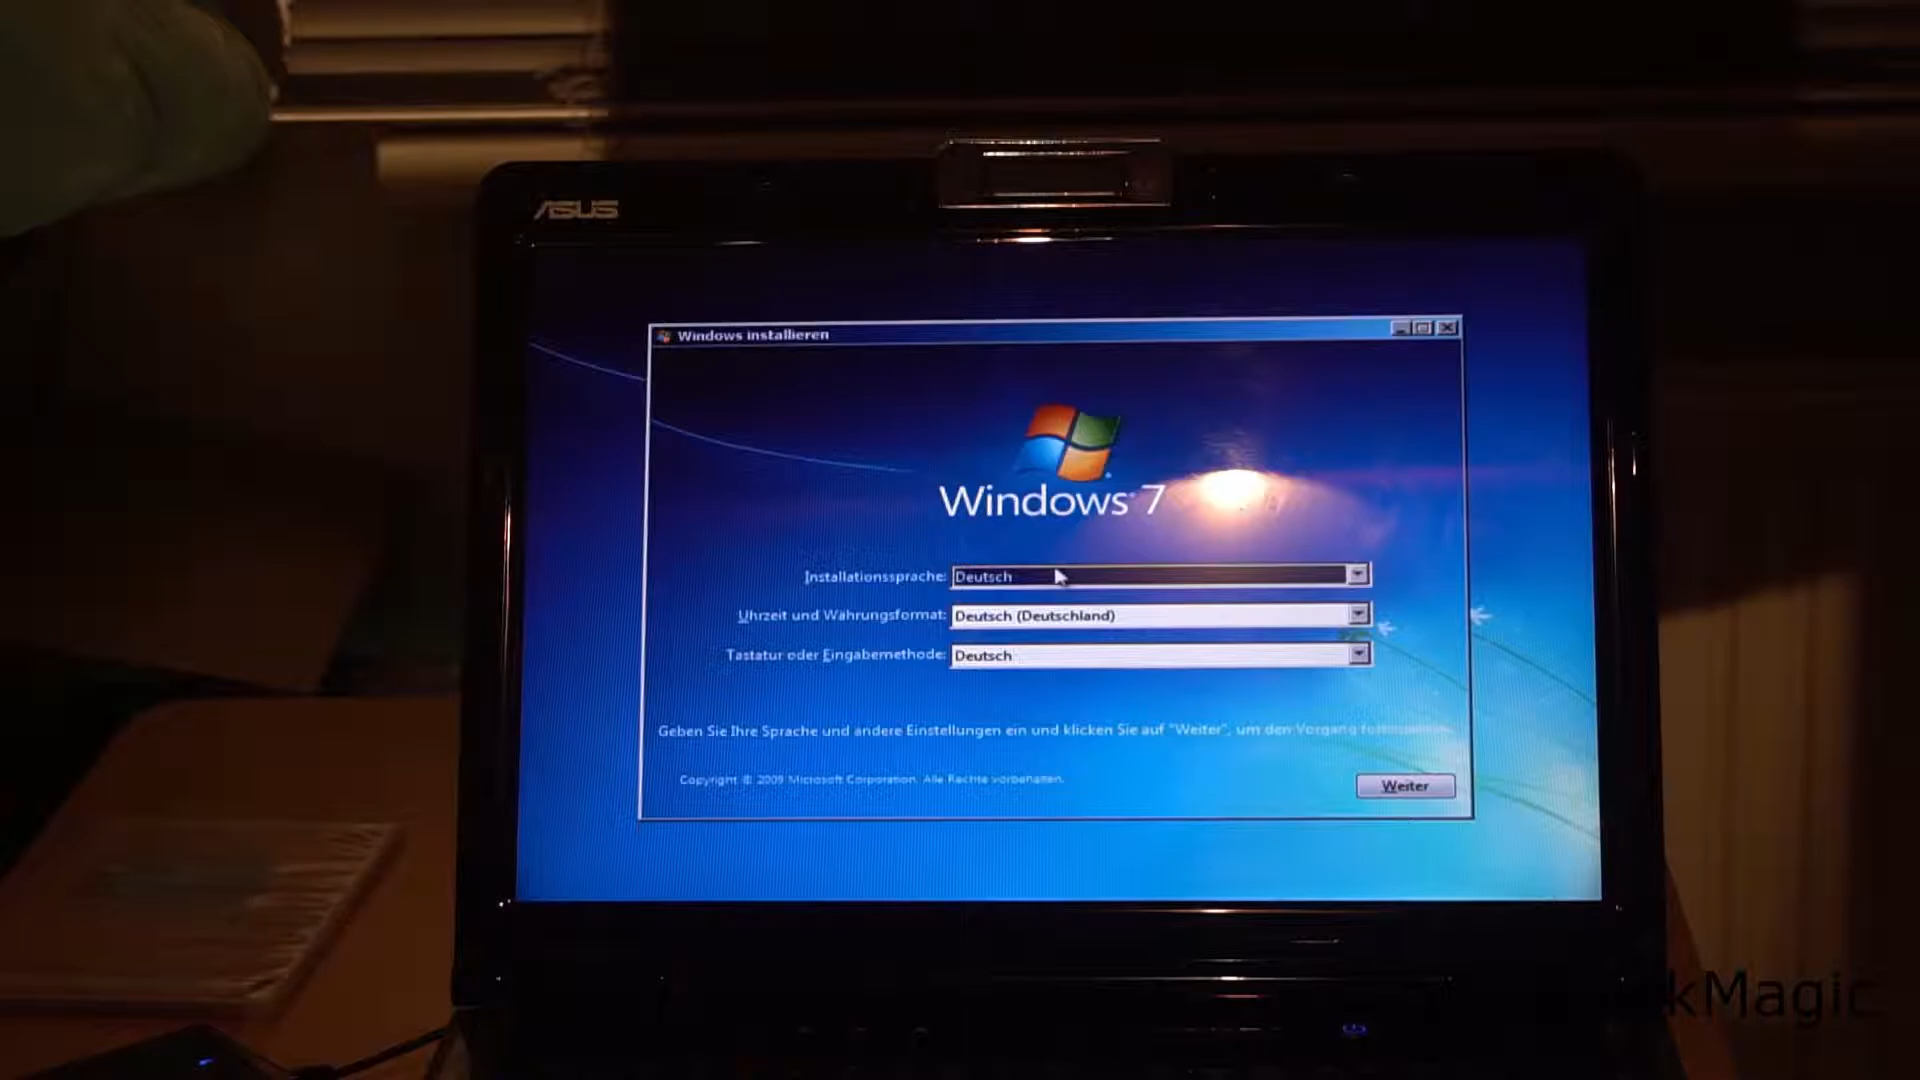 ASUS
Windows installieren
Windows 7
Installationssprache: Deutsch
Uhrzeit und Währungsformat: Deutsch (Deutschland)
Tastatur oder Eingabemethode: Deutsch
Geben Sie Ihre Sprache und andere Einstellungen ein und klicken Sie auf "Weiter", um den Vorgang
Copyright © 2009 Microsoft Corporation. Alle Rechte vorbehalten.
Weiter
kMagic